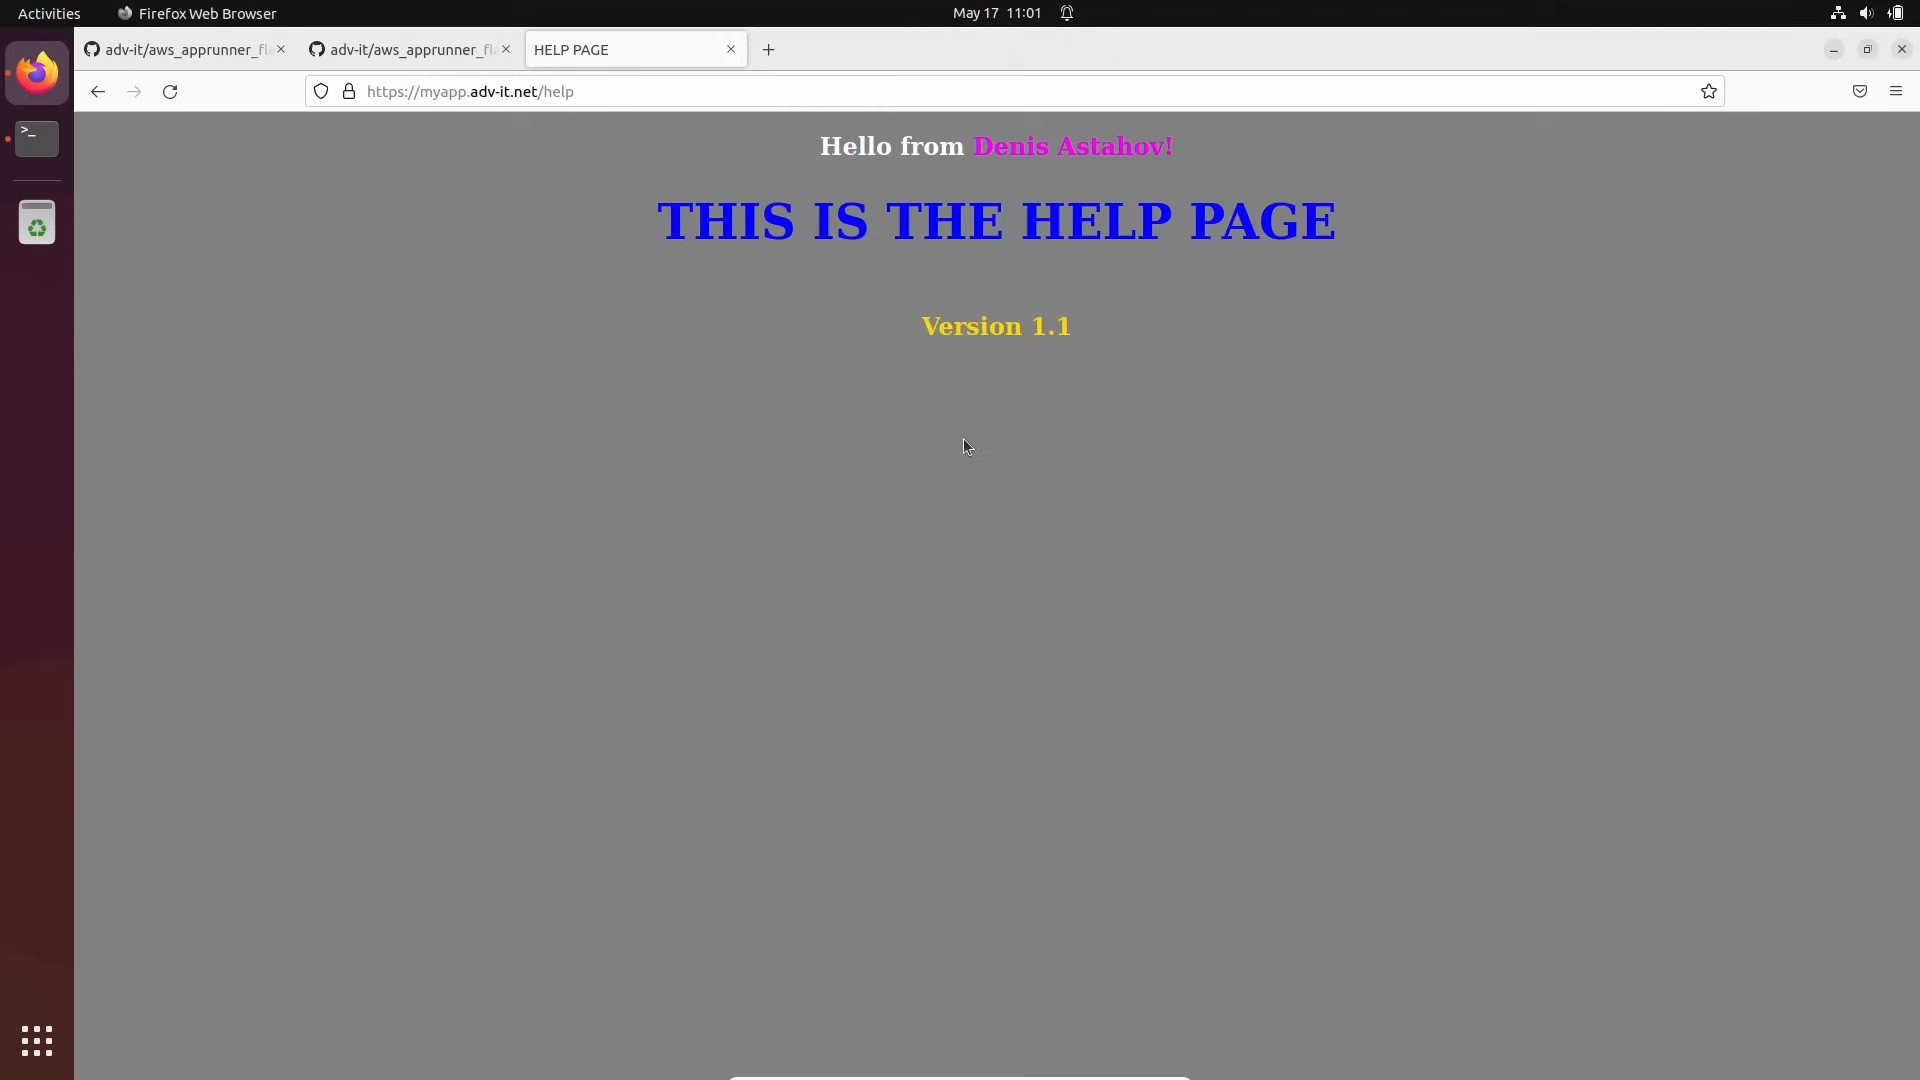 Activities
Firefox Web Browser
May 17 11:01
adv-it/aws_apprunner_fl
adv-it/aws_apprunner_fl
HELP PAGE
https://myapp.adv-it.net/help
Hello from Denis Astahov!
THIS IS THE HELP PAGE
Version 1.1